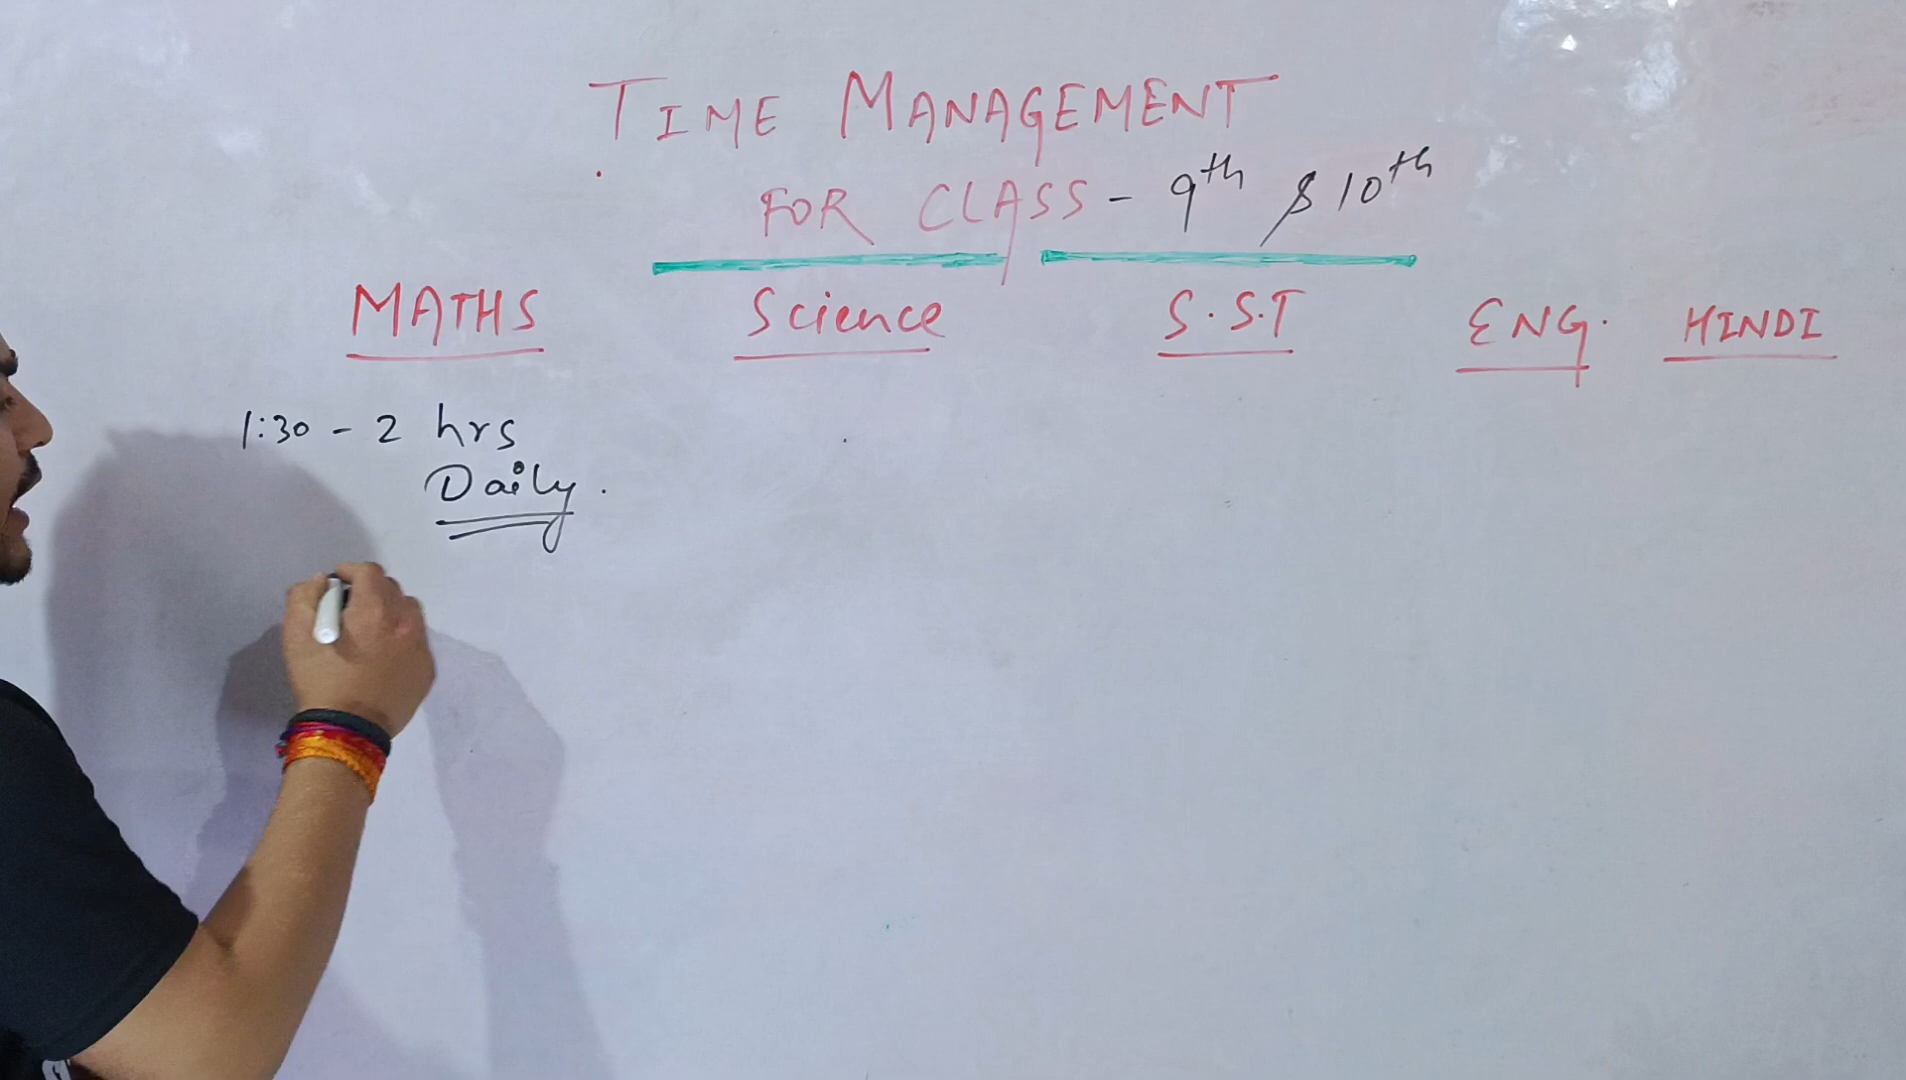 TIME MANAGEMENT
FOR CLASS - 9th & 10th
MATHS Science S.S.T ENG. HINDI
1:30 - 2 hrs
Daily.